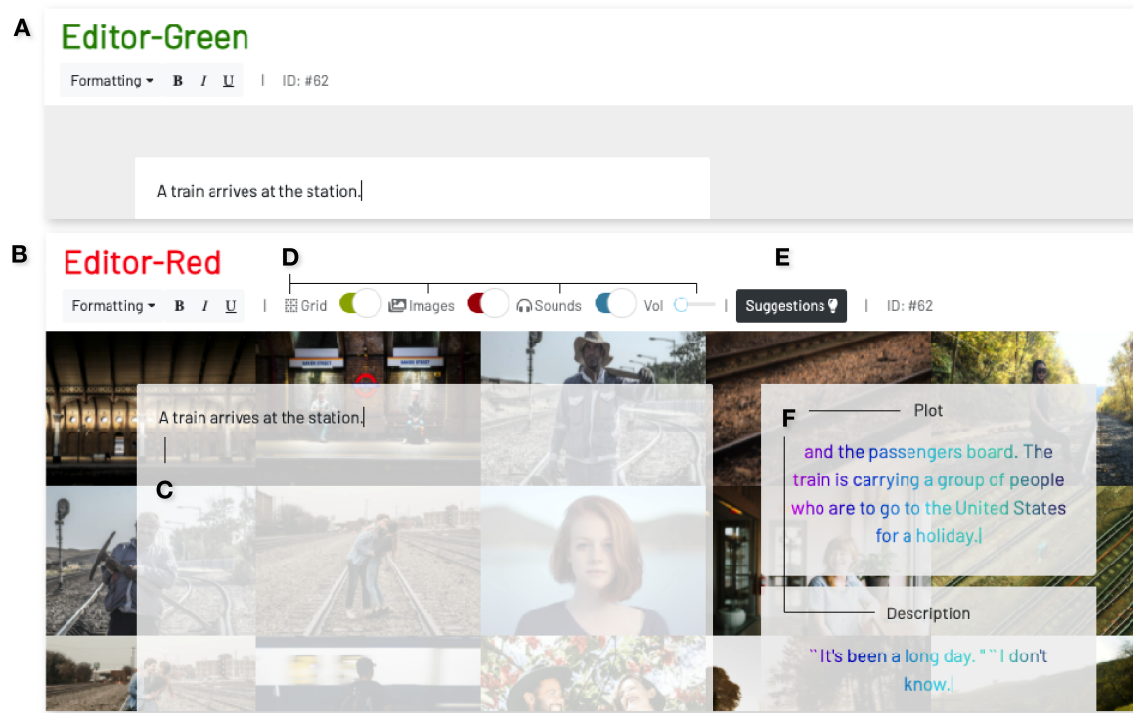 A
Editor-Green
Formatting B I U | ID: #62
A train arrives at the station.
B
Editor-Red
D
E
Formatting B I U | Grid Images Sounds Vol | Suggestions | ID: #62
A train arrives at the station.
C
F
Plot
and the passengers board. The
train is carrying a group of people
who are to go to the United States
for a holiday.
Description
``It's been a long day. " `` I don't
know.